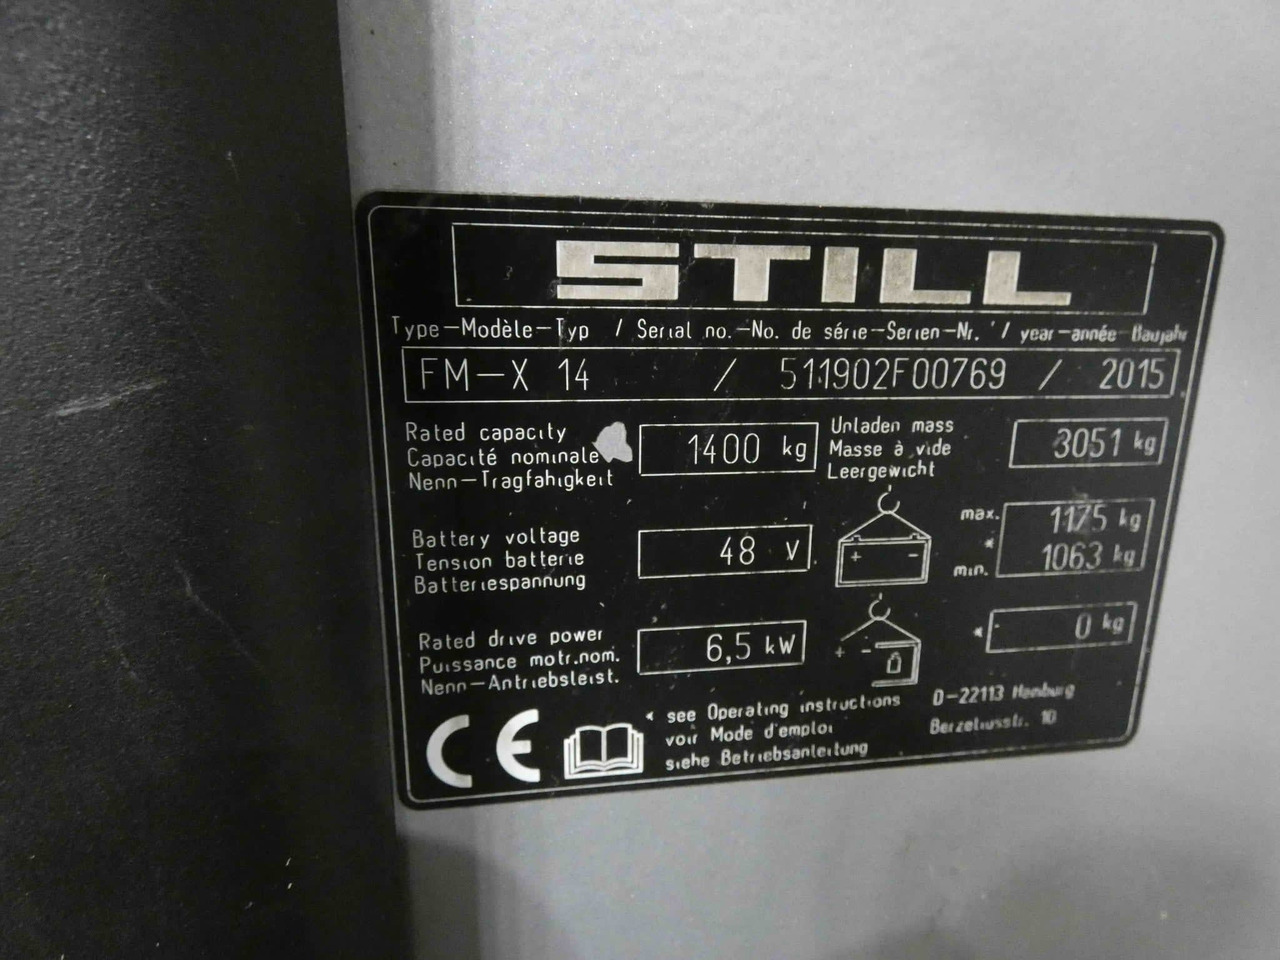 STILL
Type-Modèle-Typ / Serial no.-No. de série-Serien-Nr. / year-année-Baujahr
FM-X 14 / 511902F00769 / 2015
Rated capacity
Capacité nominale
Nenn-Tragfähigkeit
1400 kg
Unladen mass
Masse à vide
Leergewicht
3051 kg
Battery voltage
Tension batterie
Batteriespannung
48 V
+ -
max. 1175 kg
*
min. 1063 kg
Rated drive power
Puissance motr.nom.
Nenn-Antriebsleist.
6,5 kW
+ -
* 0 kg
CE
* see Operating instructions
voir Mode d'emploi
siehe Betriebsanleitung
D-22113 Hamburg
Berzeliusstr. 10